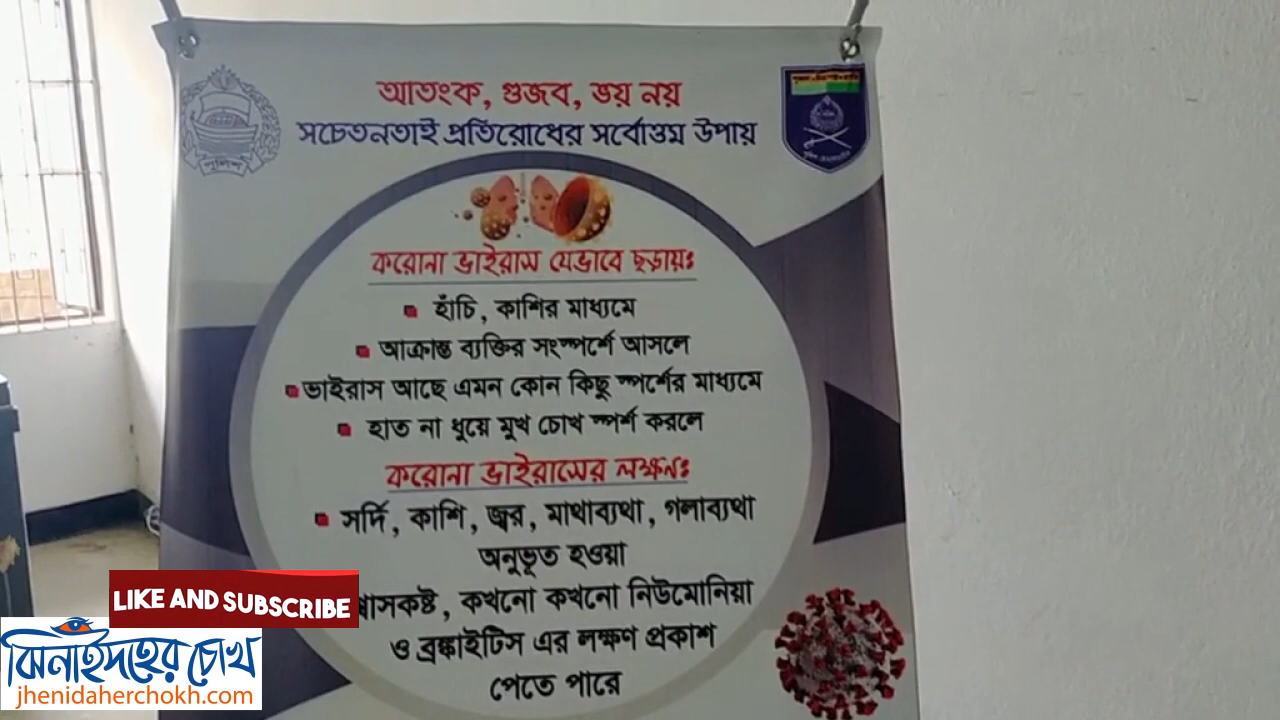 আতংক, গুজব, ভয় নয়
সচেতনতাই প্রতিরোধের সর্বোত্তম উপায়
পুলিশ
করোনা ভাইরাস যেভাবে ছড়ায়ঃ
হাঁচি, কাশির মাধ্যমে
আক্রান্ত ব্যক্তির সংস্পর্শে আসলে
ভাইরাস আছে এমন কোন কিছু স্পর্শের মাধ্যমে
হাত না ধুয়ে মুখ চোখ স্পর্শ করলে
করোনা ভাইরাসের লক্ষনঃ
সর্দি, কাশি, জ্বর, মাথাব্যথা, গলাব্যথা
অনুভূত হওয়া
, কখনো কখনো নিউমোনিয়া
ও ব্রঙ্কাইটিস এর লক্ষণ প্রকাশ
পেতে পারে
LIKE AND SUBSCRIBE
ঝিনাইদহের চোখ
jhenidaherchokh.com